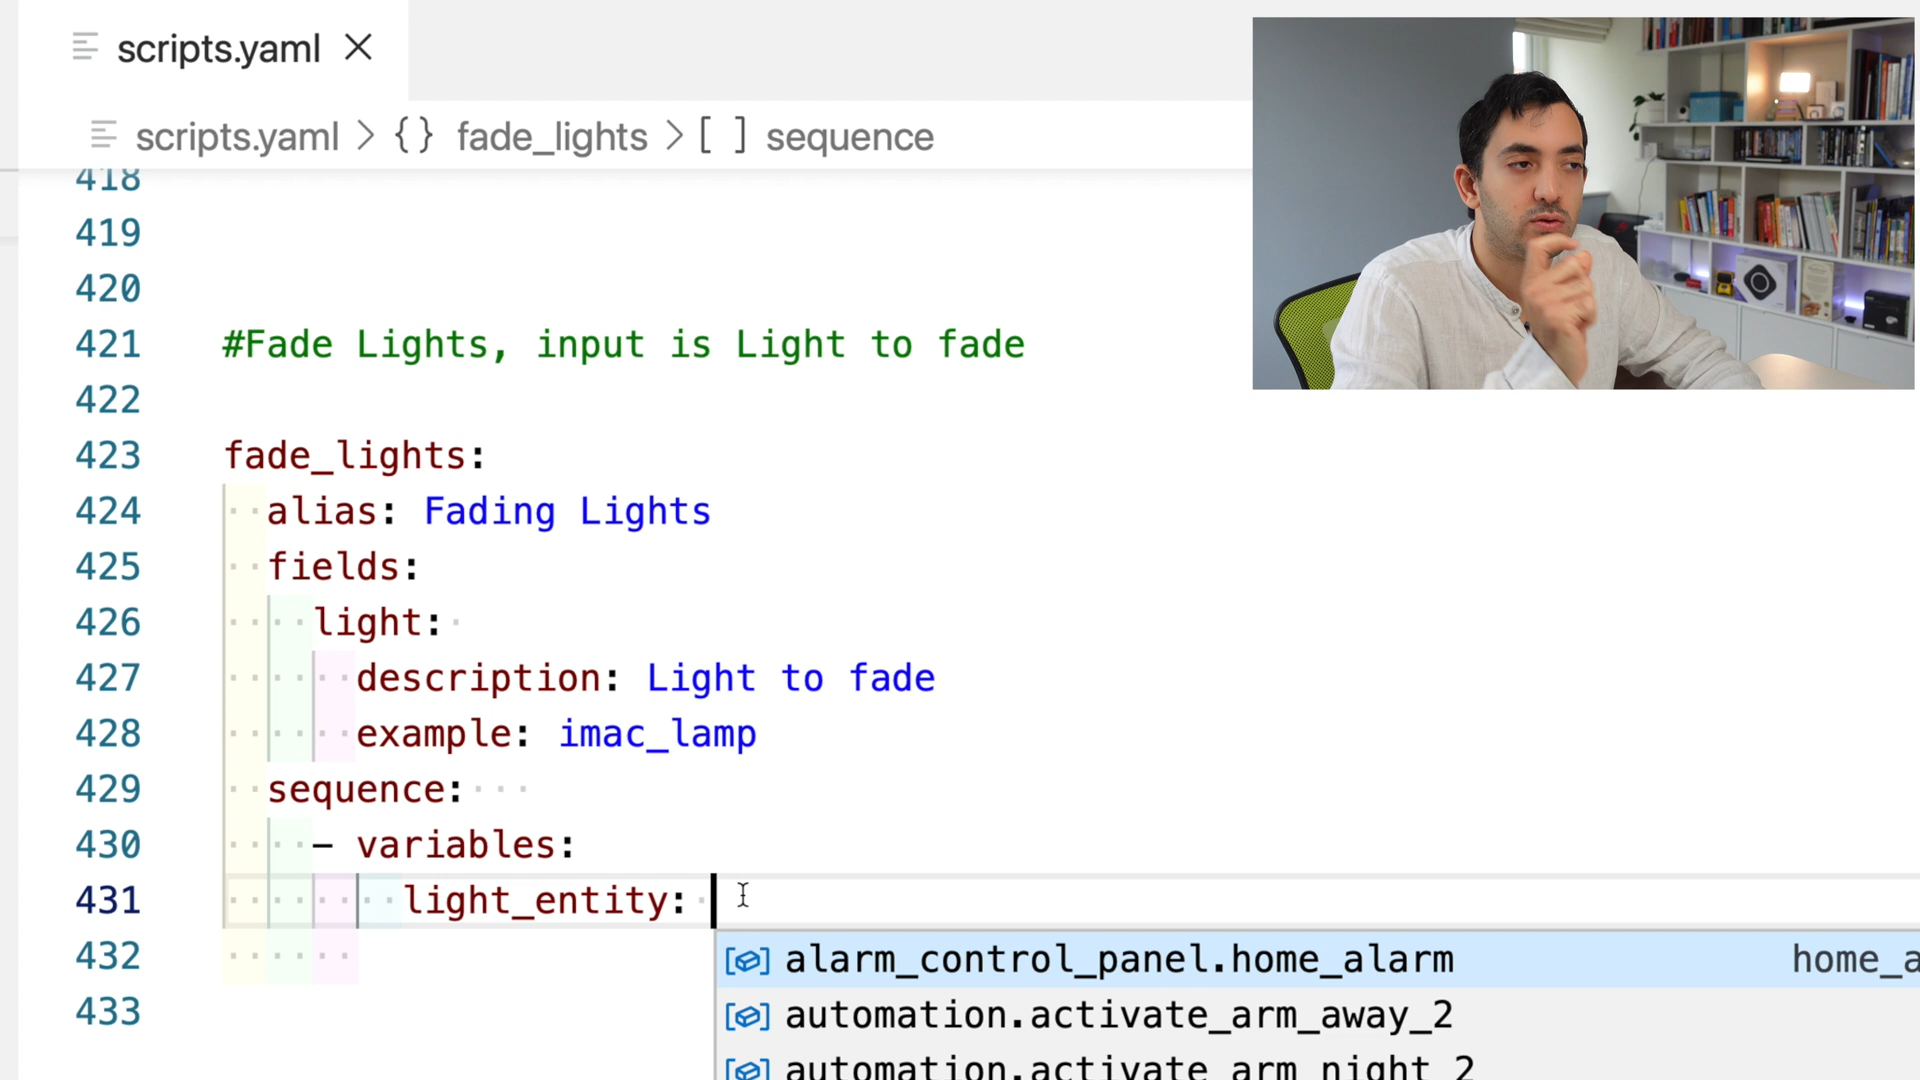 scripts.yaml
scripts.yaml > {} fade_lights > [ ] sequence
418
419
420
421 #Fade Lights, input is Light to fade
422
423 fade_lights:
424 alias: Fading Lights
425 fields:
426 light:
427 description: Light to fade
428 example: imac_lamp
429 sequence:
430 - variables:
431 light_entity:
432
433
alarm_control_panel.home_alarm home_a
automation.activate_arm_away_2
automation.activate_arm_night_2